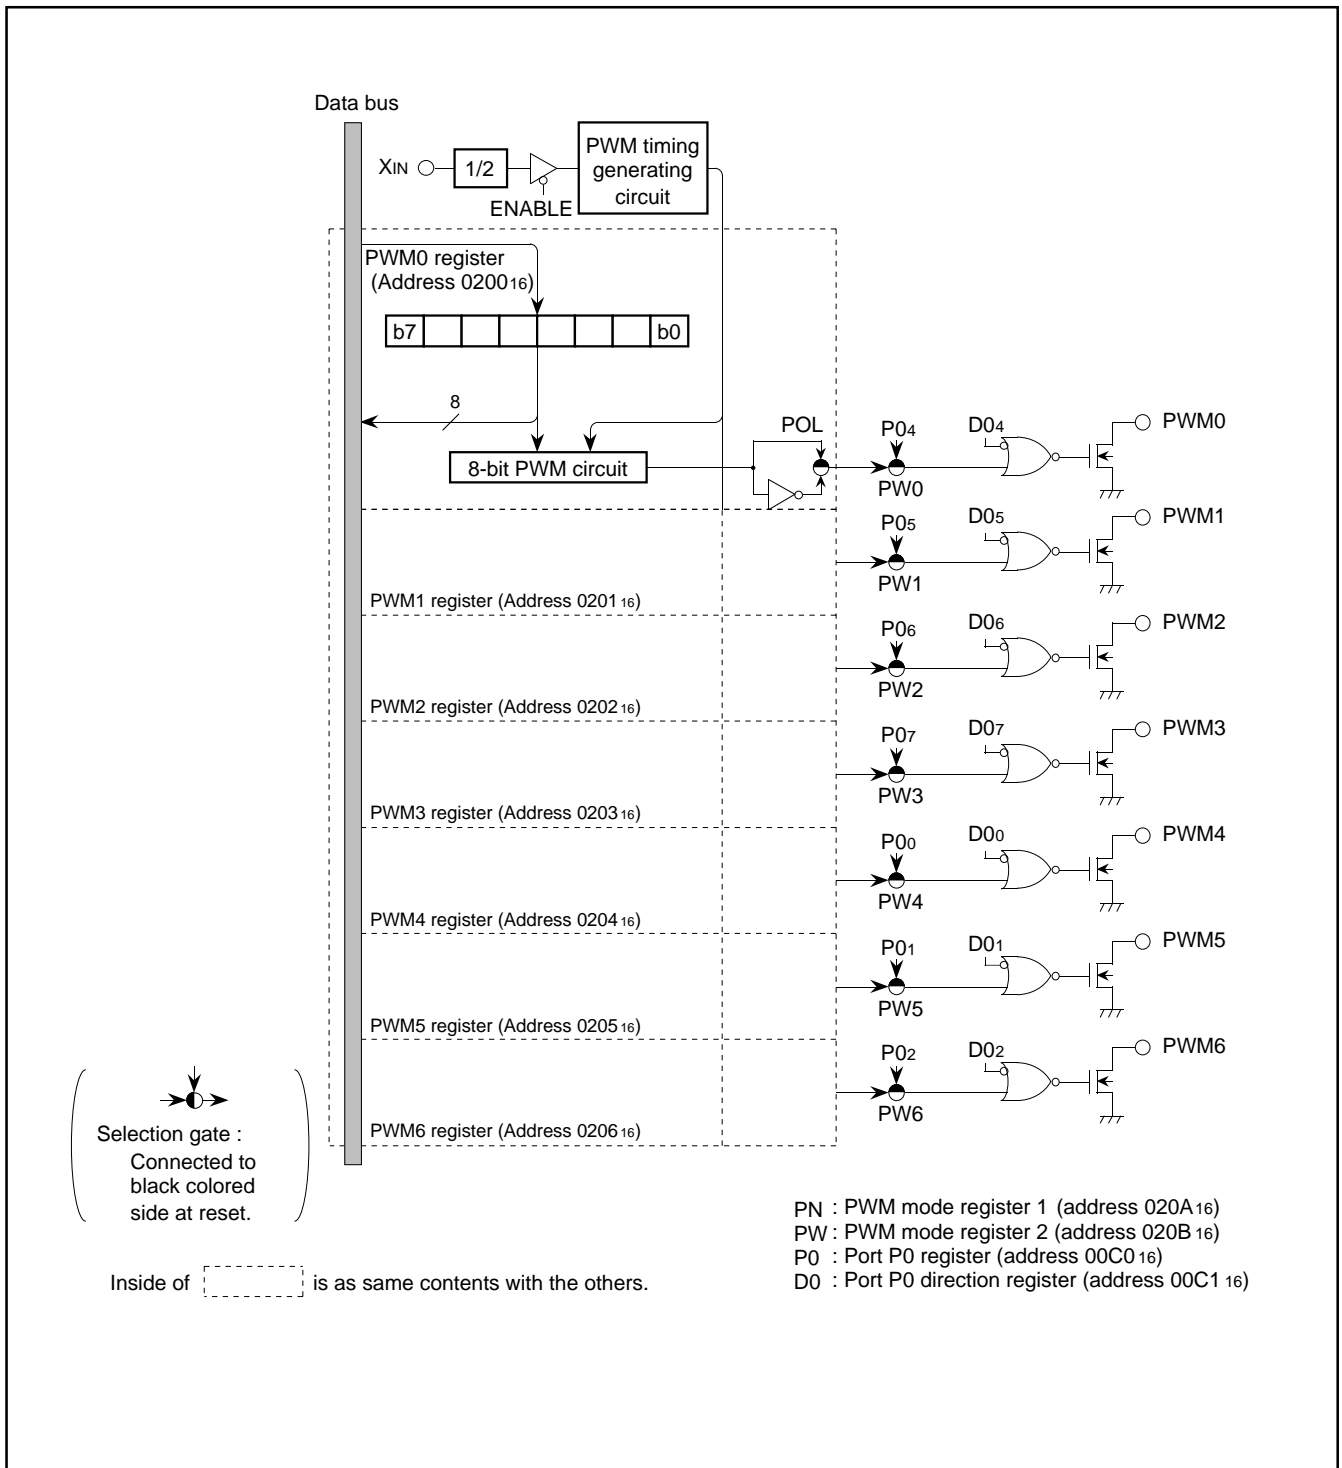 Data bus
XIN
1/2
ENABLE
PWM timing
generating
circuit
PWM0 register
(Address 020016)
b7
b0
8
8-bit PWM circuit
POL
P04
PW0
D04
PWM0
P05
PW1
D05
PWM1
PWM1 register (Address 020116)
P06
PW2
D06
PWM2
PWM2 register (Address 020216)
P07
PW3
D07
PWM3
PWM3 register (Address 020316)
P00
PW4
D00
PWM4
PWM4 register (Address 020416)
P01
PW5
D01
PWM5
PWM5 register (Address 020516)
P02
PW6
D02
PWM6
PWM6 register (Address 020616)
Selection gate :
Connected to
black colored
side at reset.
Inside of is as same contents with the others.
PN : PWM mode register 1 (address 020A16)
PW : PWM mode register 2 (address 020B16)
P0 : Port P0 register (address 00C016)
D0 : Port P0 direction register (address 00C116)